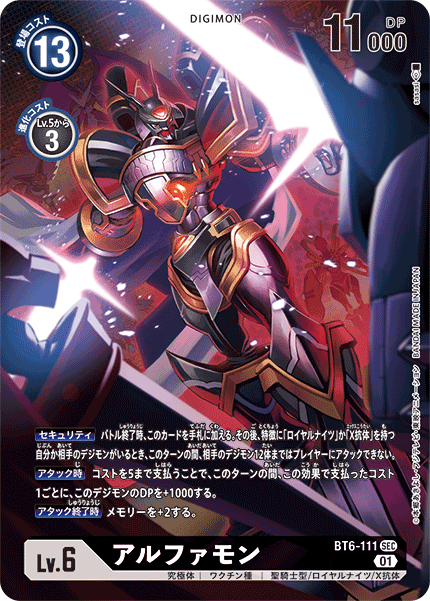 登場コスト
13
DIGIMON
11000
DP
進化コスト
Lv.5から
3
sasasi
BANDAI MADE IN JAPAN
セキュリティ バトル終了時、このカードを手札に加える。その後、特徴に「ロイヤルナイツ」か「X抗体」を持つ
自分か相手のデジモンがいるとき、このターンの間、相手のデジモン12体まではプレイヤーにアタックできない。
アタック時 コストを5まで支払うことで、このターンの間、この効果で支払ったコスト
1ごとに、このデジモンのDPを+1000する。
アタック終了時 メモリーを+2する。
Lv.6
アルファモン
BT6-111 SEC
01
究極体 | ワクチン種 | 聖騎士型/ロイヤルナイツ/X抗体